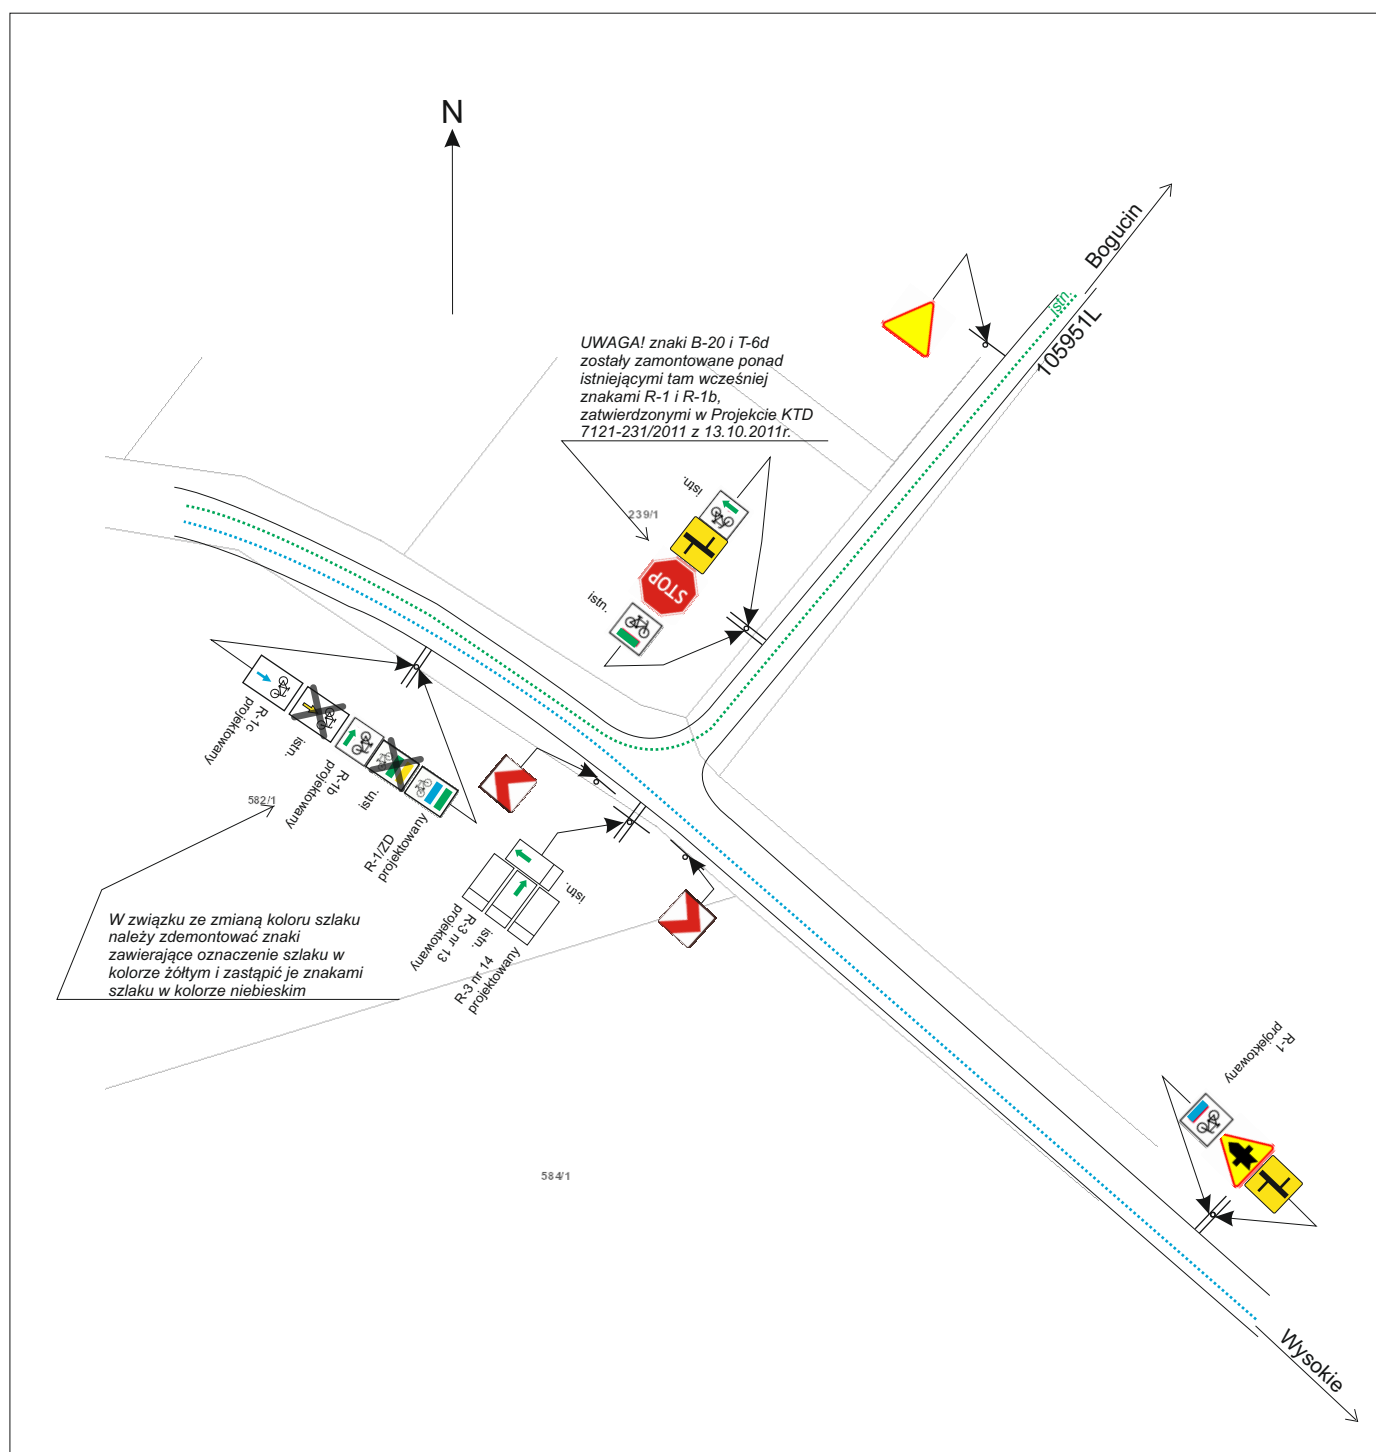 N
Bogucin
istn.
105951L
UWAGA! znaki B-20 i T-6d
zostały zamontowane ponad
istniejącymi tam wcześniej
znakami R-1 i R-1b,
zatwierdzonymi w Projekcie KTD
7121-231/2011 z 13.10.2011r.
istn.
239/1
STOP
istn.
R-1c
projektowany
istn.
R-1b
projektowany
istn.
R-1/ZD
projektowany
582/1
istn.
R-3 nr 13
projektowany
istn.
R-3 nr 14
projektowany
W związku ze zmianą koloru szlaku
należy zdemontować znaki
zawierające oznaczenie szlaku w
kolorze żółtym i zastąpić je znakami
szlaku w kolorze niebieskim
R-1
projektowany
584/1
Wysokie